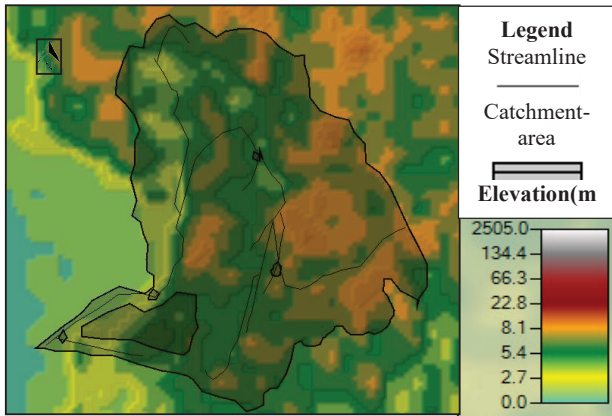 Legend
Streamline
Catchment-
area
Elevation(m
2505.0
134.4
66.3
22.8
8.1
5.4
2.7
0.0